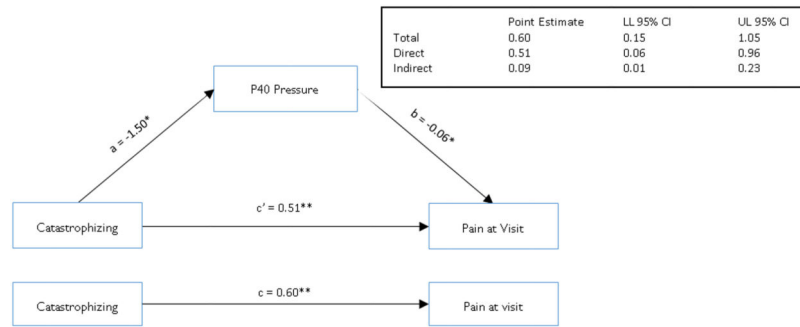 Point Estimate LL 95% CI UL 95% CI
Total 0.60 0.15 1.05
Direct 0.51 0.06 0.96
Indirect 0.09 0.01 0.23
P40 Pressure
a = -1.50*
b = -0.06*
c' = 0.51**
Catastrophizing
Pain at Visit
c = 0.60**
Catastrophizing
Pain at visit